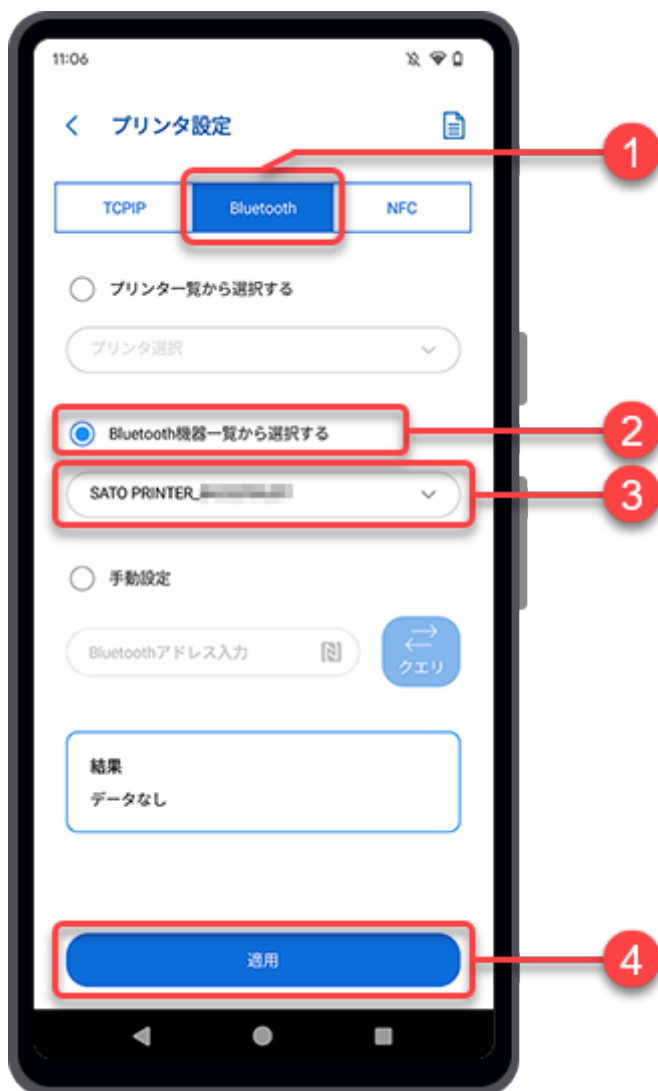 11:06
プリンタ設定
1
TCPIP Bluetooth NFC
プリンター覧から選択する
プリンタ選択
Bluetooth機器一覧から選択する
2
SATO PRINTER_
3
手動設定
Bluetoothアドレス入力
クエリ
結果
データなし
適用
4